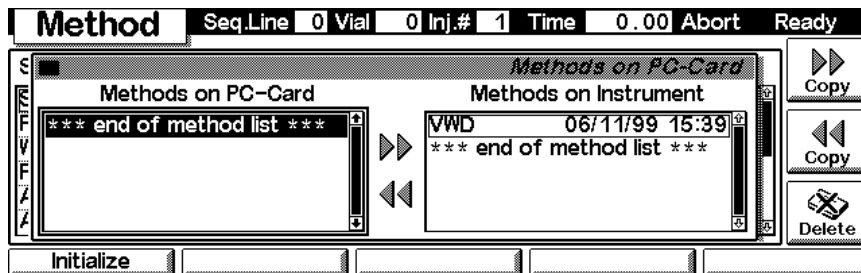 Method Seq.Line 0 Vial 0 Inj.# 1 Time 0.00 Abort Ready
Methods on PC-Card
S
Methods on PC-Card Methods on Instrument
*** end of method list *** VWD 06/11/99 15:39
*** end of method list ***
F
W
F
A
A
Copy
Copy
Delete
Initialize